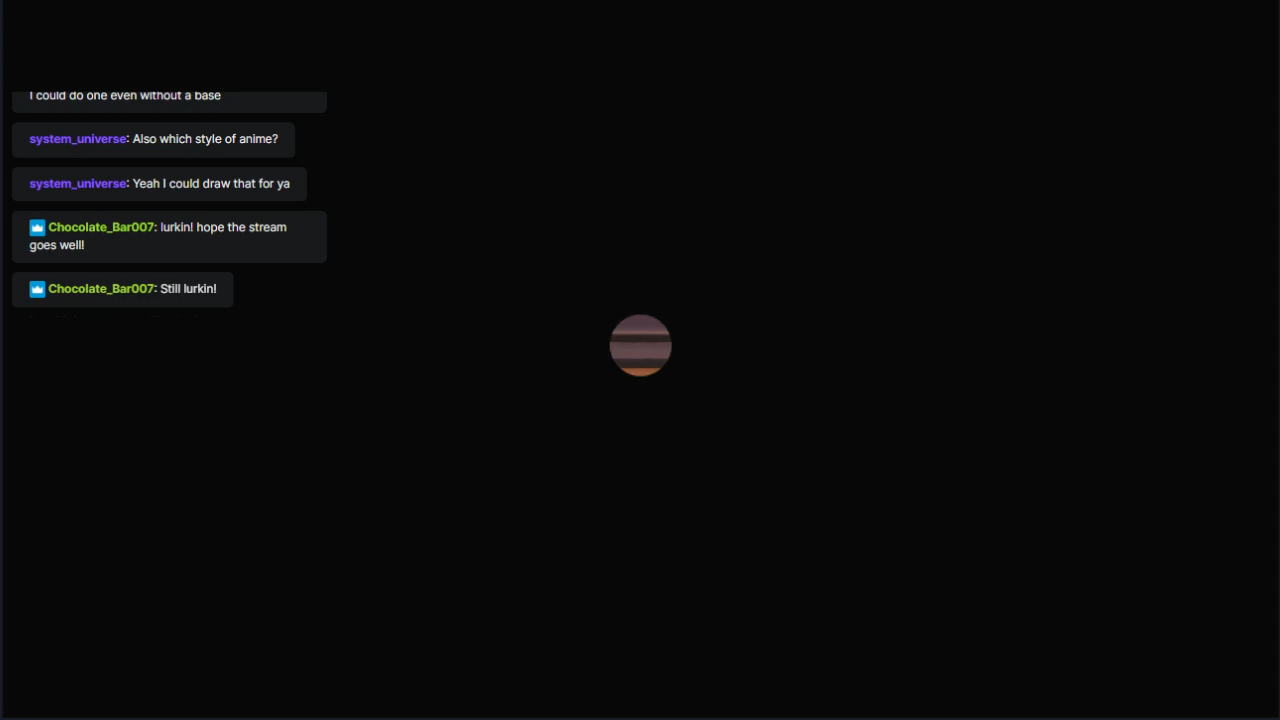 I could do one even without a base
system_universe: Also which style of anime?
system_universe: Yeah I could draw that for ya
Chocolate_Bar007: lurkin! hope the stream
goes well!
Chocolate_Bar007: Still lurkin!